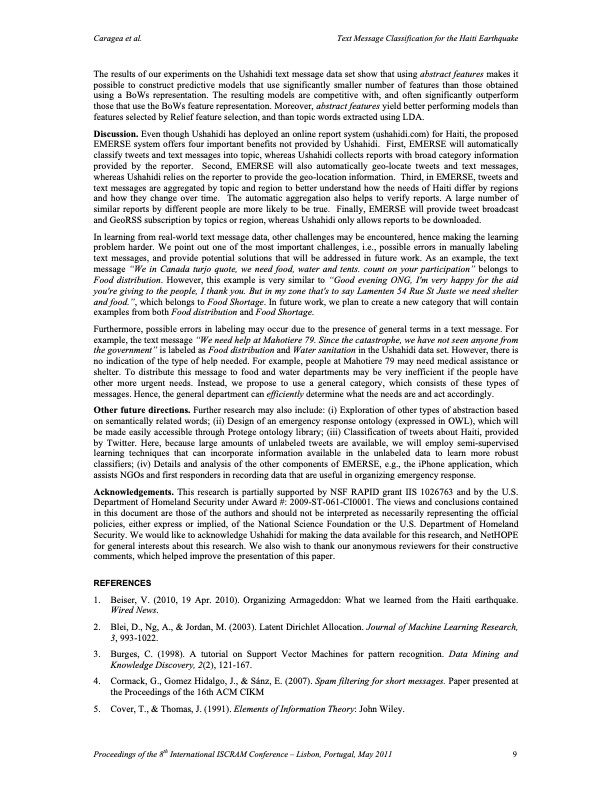 Caragea et al.
Text Message Classification for the Haiti Earthquake
The results of our experiments on the Ushahidi text message data set show that using abstract features makes it
possible to construct predictive models that use significantly smaller number of features than those obtained
using a BoWs representation. The resulting models are competitive with, and often significantly outperform
those that use the BoWs feature representation. Moreover, abstract features yield better performing models than
features selected by Relief feature selection, and than topic words extracted using LDA.
Discussion. Even though Ushahidi has deployed an online report system (ushahidi.com) for Haiti, the proposed
EMERSE system offers four important benefits not provided by Ushahidi. First, EMERSE will automatically
classify tweets and text messages into topic, whereas Ushahidi collects reports with broad category information
provided by the reporter. Second, EMERSE will also automatically geo-locate tweets and text messages,
whereas Ushahidi relies on the reporter to provide the geo-location information. Third, in EMERSE, tweets and
text messages are aggregated by topic and region to better understand how the needs of Haiti differ by regions
and how they change over time. The automatic aggregation also helps to verify reports. A large number of
similar reports by different people are more likely to be true. Finally, EMERSE will provide tweet broadcast
and GeoRSS subscription by topics or region, whereas Ushahidi only allows reports to be downloaded.
In learning from real-world text message data, other challenges may be encountered, hence making the learning
problem harder. We point out one of the most important challenges, i.e., possible errors in manually labeling
text messages, and provide potential solutions that will be addressed in future work. As an example, the text
message “We in Canada turjo quote, we need food, water and tents. count on your participation” belongs to
Food distribution. However, this example is very similar to “Good evening ONG, I'm very happy for the aid
you're giving to the people, I thank you. But in my zone that's to say Lamenten 54 Rue St Juste we need shelter
and food.”, which belongs to Food Shortage. In future work, we plan to create a new category that will contain
examples from both Food distribution and Food Shortage.
Furthermore, possible errors in labeling may occur due to the presence of general terms in a text message. For
example, the text message “We need help at Mahotiere 79. Since the catastrophe, we have not seen anyone from
the government” is labeled as Food distribution and Water sanitation in the Ushahidi data set. However, there is
no indication of the type of help needed. For example, people at Mahotiere 79 may need medical assistance or
shelter. To distribute this message to food and water departments may be very inefficient if the people have
other more urgent needs. Instead, we propose to use a general category, which consists of these types of
messages. Hence, the general department can efficiently determine what the needs are and act accordingly.
Other future directions. Further research may also include: (i) Exploration of other types of abstraction based
on semantically related words; (ii) Design of an emergency response ontology (expressed in OWL), which will
be made easily accessible through Protege ontology library; (iii) Classification of tweets about Haiti, provided
by Twitter. Here, because large amounts of unlabeled tweets are available, we will employ semi-supervised
learning techniques that can incorporate information available in the unlabeled data to learn more robust
classifiers; (iv) Details and analysis of the other components of EMERSE, e.g., the iPhone application, which
assists NGOs and first responders in recording data that are useful in organizing emergency response.
Acknowledgements. This research is partially supported by NSF RAPID grant IIS 1026763 and by the U.S.
Department of Homeland Security under Award #: 2009-ST-061-CI0001. The views and conclusions contained
in this document are those of the authors and should not be interpreted as necessarily representing the official
policies, either express or implied, of the National Science Foundation or the U.S. Department of Homeland
Security. We would like to acknowledge Ushahidi for making the data available for this research, and NetHOPE
for general interests about this research. We also wish to thank our anonymous reviewers for their constructive
comments, which helped improve the presentation of this paper.
REFERENCES
1. Beiser, V. (2010, 19 Apr. 2010). Organizing Armageddon: What we learned from the Haiti earthquake.
Wired News.
2. Blei, D., Ng, A., & Jordan, M. (2003). Latent Dirichlet Allocation. Journal of Machine Learning Research,
3, 993-1022.
3. Burges, C. (1998). A tutorial on Support Vector Machines for pattern recognition. Data Mining and
Knowledge Discovery, 2(2), 121-167.
4. Cormack, G., Gomez Hidalgo, J., & Sánz, E. (2007). Spam filtering for short messages. Paper presented at
the Proceedings of the 16th ACM CIKM
5. Cover, T., & Thomas, J. (1991). Elements of Information Theory: John Wiley.
Proceedings of the 8th International ISCRAM Conference – Lisbon, Portugal, May 2011
9